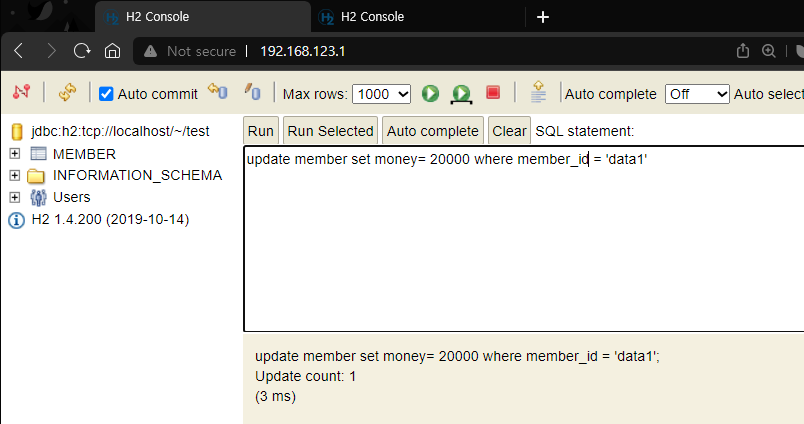 H2 Console
H2 Console
Not secure
192.168.123.1
Auto commit
Max rows: 1000
Auto complete Off
Auto select
jdbc:h2:tcp://localhost/~/test
MEMBER
INFORMATION_SCHEMA
Users
H2 1.4.200 (2019-10-14)
Run
Run Selected
Auto complete
Clear
SQL statement:
update member set money= 20000 where member_id = 'data1'
update member set money= 20000 where member_id = 'data1';
Update count: 1
(3 ms)